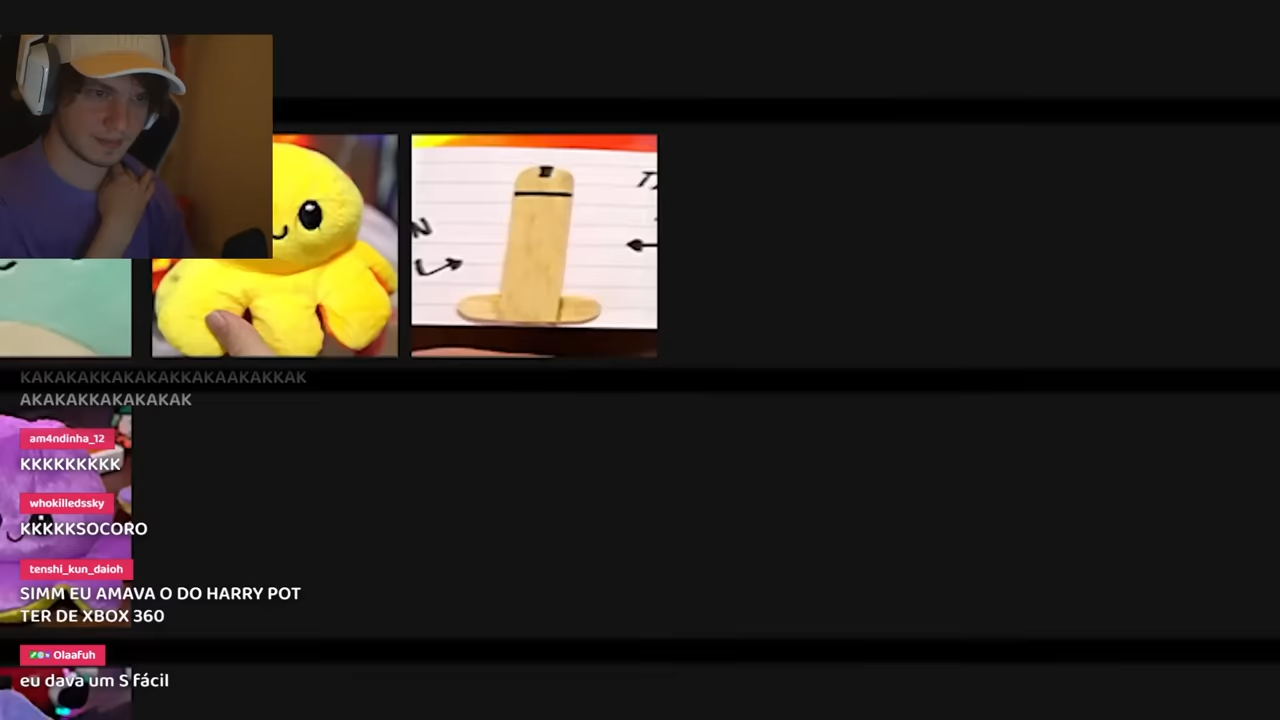 N
KAKAKAKKAKAKAKKAKAAKAKKAK
AKAKAKKAKAKAKAK
am4ndinha_12
KKKKKKKKK
whokilledssky
KKKKKSOCORO
tenshi_kun_daioh
SIMM EU AMAVA O DO HARRY POT
TER DE XBOX 360
Olaafuh
eu dava um S fácil